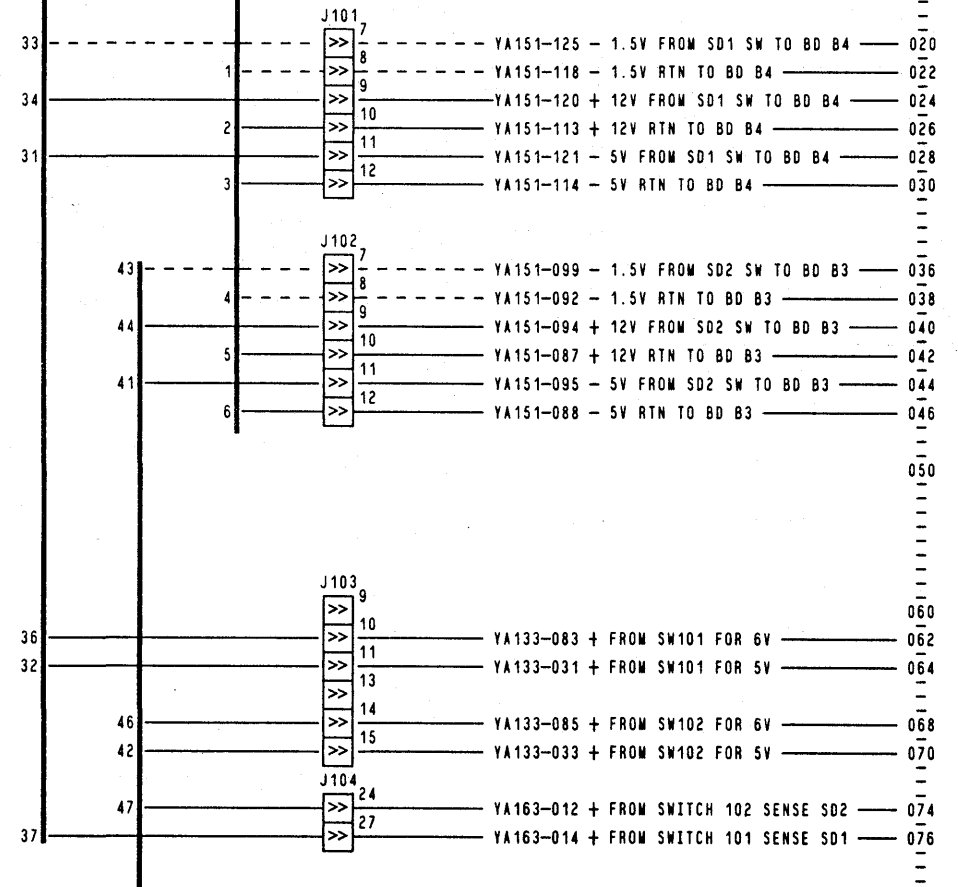 J101
7
33 >> YA151-125 - 1.5V FROM SD1 SW TO BD B4 020
8
1 >> YA151-118 - 1.5V RTN TO BD B4 022
9
34 >> YA151-120 + 12V FROM SD1 SW TO BD B4 024
10
2 >> YA151-113 + 12V RTN TO BD B4 026
11
31 >> YA151-121 - 5V FROM SD1 SW TO BD B4 028
12
3 >> YA151-114 - 5V RTN TO BD B4 030
J102
7
43 >> YA151-099 - 1.5V FROM SD2 SW TO BD B3 036
8
4 >> YA151-092 - 1.5V RTN TO BD B3 038
9
44 >> YA151-094 + 12V FROM SD2 SW TO BD B3 040
10
5 >> YA151-087 + 12V RTN TO BD B3 042
11
41 >> YA151-095 - 5V FROM SD2 SW TO BD B3 044
12
6 >> YA151-088 - 5V RTN TO BD B3 046
050
J103
9
>> 060
10
36 >> YA133-083 + FROM SW101 FOR 6V 062
11
32 >> YA133-031 + FROM SW101 FOR 5V 064
13
>>
14
46 >> YA133-085 + FROM SW102 FOR 6V 068
15
42 >> YA133-033 + FROM SW102 FOR 5V 070
J104
24
47 >> YA163-012 + FROM SWITCH 102 SENSE SD2 074
27
37 >> YA163-014 + FROM SWITCH 101 SENSE SD1 076